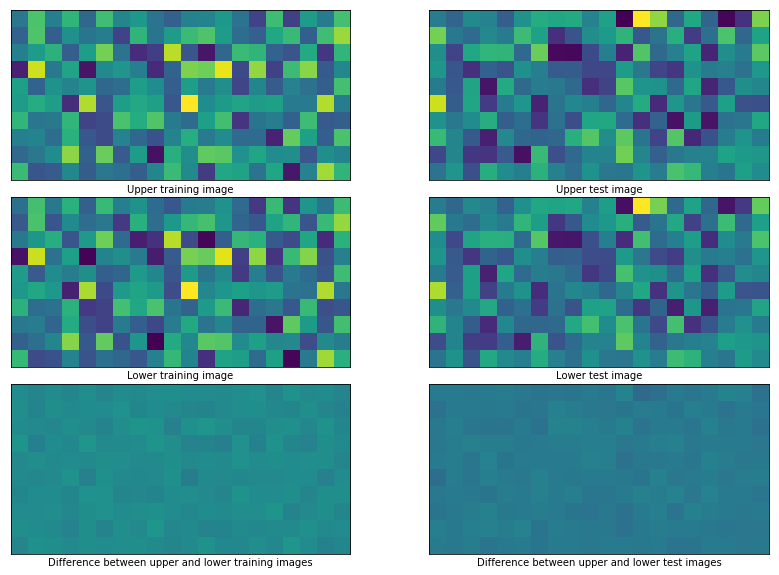 Upper training image
Upper test image
Lower training image
Lower test image
Difference between upper and lower training images
Difference between upper and lower test images